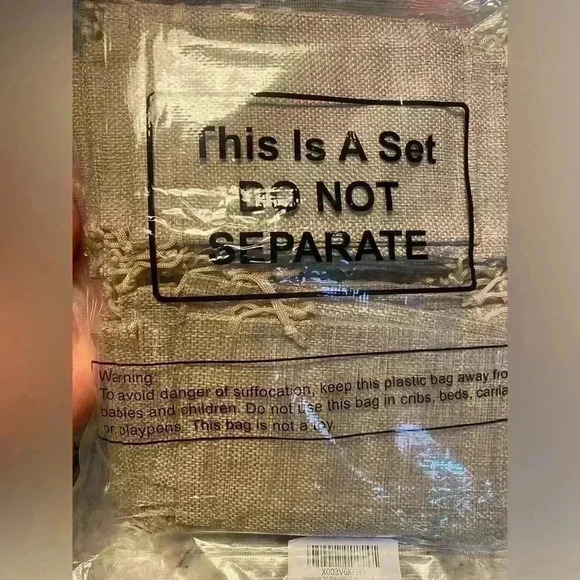 This Is A Set
DO NOT
SEPARATE
Warning:
To avoid danger of suffocation, keep this plastic bag away fro
babies and children. Do not use this bag in cribs, beds, carria
or playpens. This bag is not a toy.